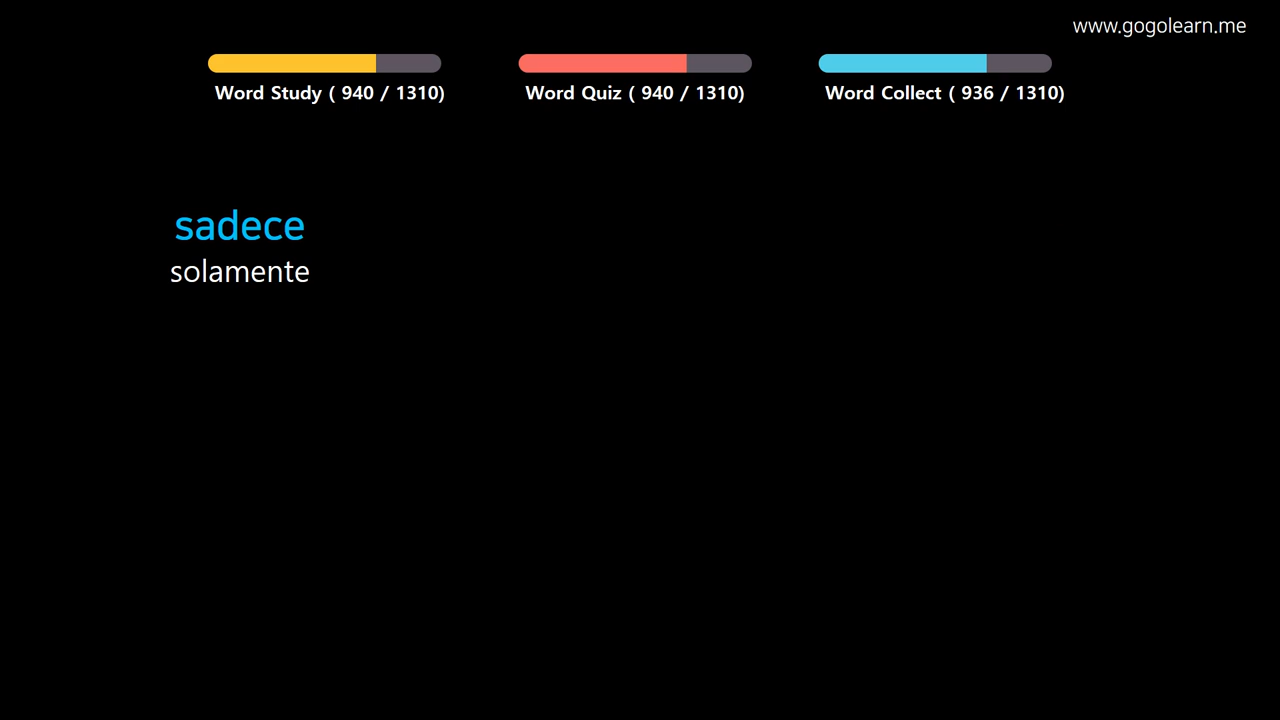 www.gogolearn.me
Word Study ( 940 / 1310)
Word Quiz ( 940 / 1310)
Word Collect ( 936 / 1310)
sadece
solamente